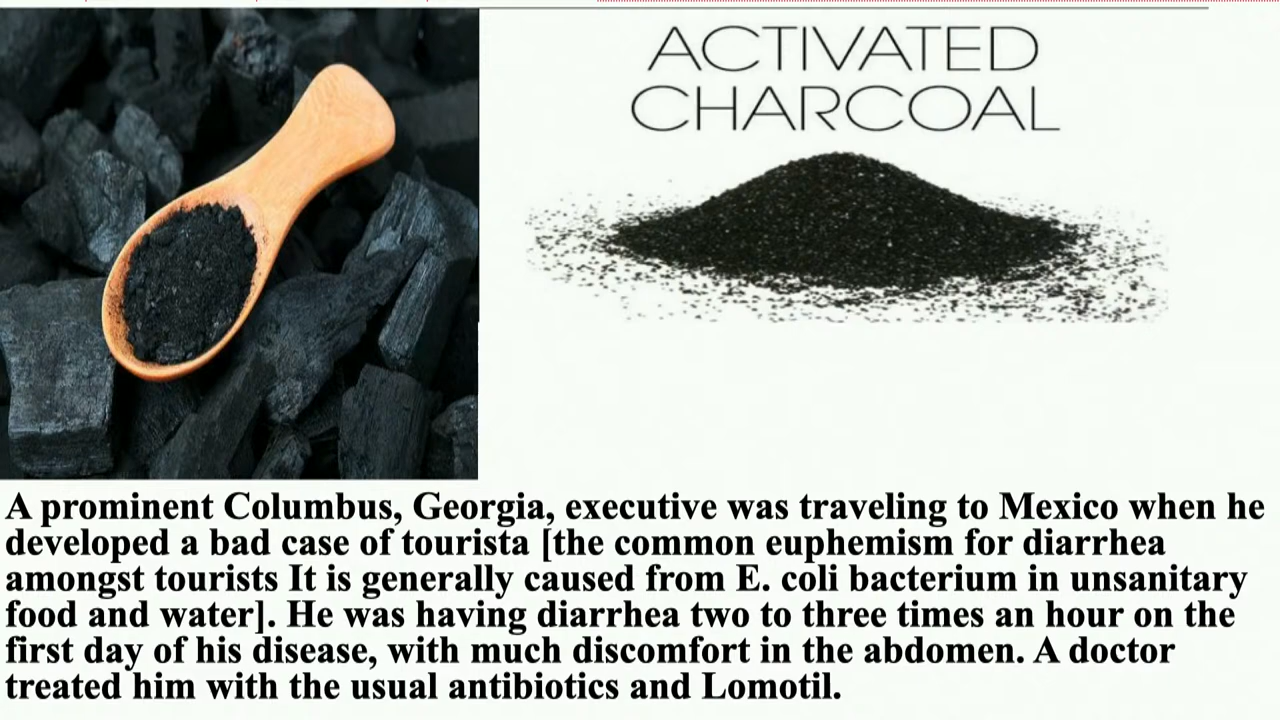 ACTIVATED
CHARCOAL
A prominent Columbus, Georgia, executive was traveling to Mexico when he
developed a bad case of tourista [the common euphemism for diarrhea
amongst tourists It is generally caused from E. coli bacterium in unsanitary
food and water]. He was having diarrhea two to three times an hour on the
first day of his disease, with much discomfort in the abdomen. A doctor
treated him with the usual antibiotics and Lomotil.